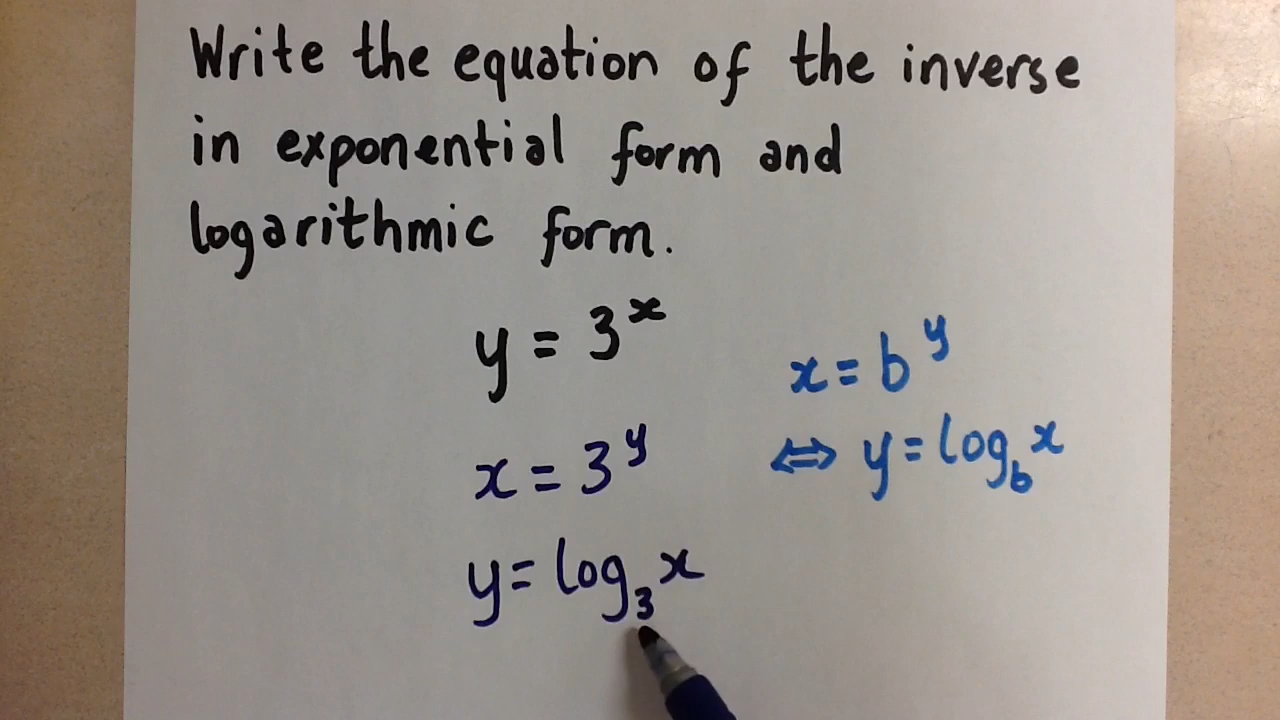 Write the equation of the inverse
in exponential form and
logarithmic form.
y = 3^x
x = b^y
x = 3^y
⇔ y = log_b x
y = log_3 x